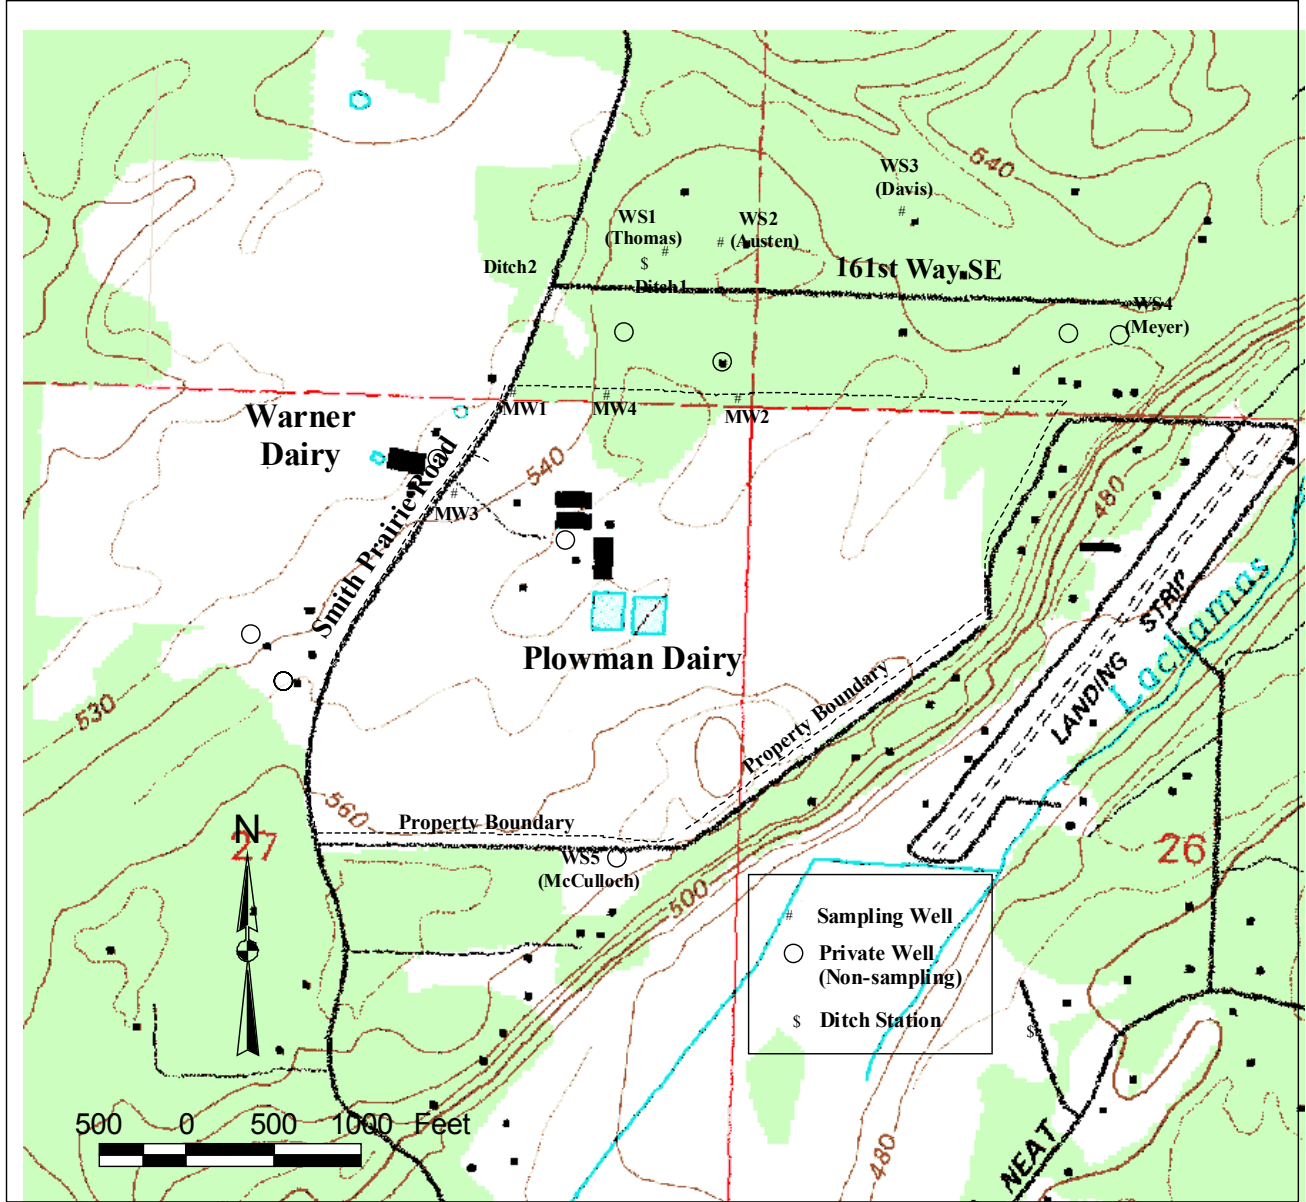 540
WS3
(Davis)
WS1
(Thomas)
#
#
WS2
# (Austen)
$
Ditch2
Ditch1
161st Way SE
WS4
(Meyer)
#
MW1
#
MW4
#
MW2
Warner
Dairy
540
480
#
MW3
Smith Prairie Road
STRIP
LANDING
Lackamas
Plowman Dairy
530
Property Boundary
560
Property Boundary
N
27
26
WS5
(McCulloch)
500
# Sampling Well
Private Well
(Non-sampling)
$ Ditch Station
$
500 0 500 1000 Feet
480
NEAT